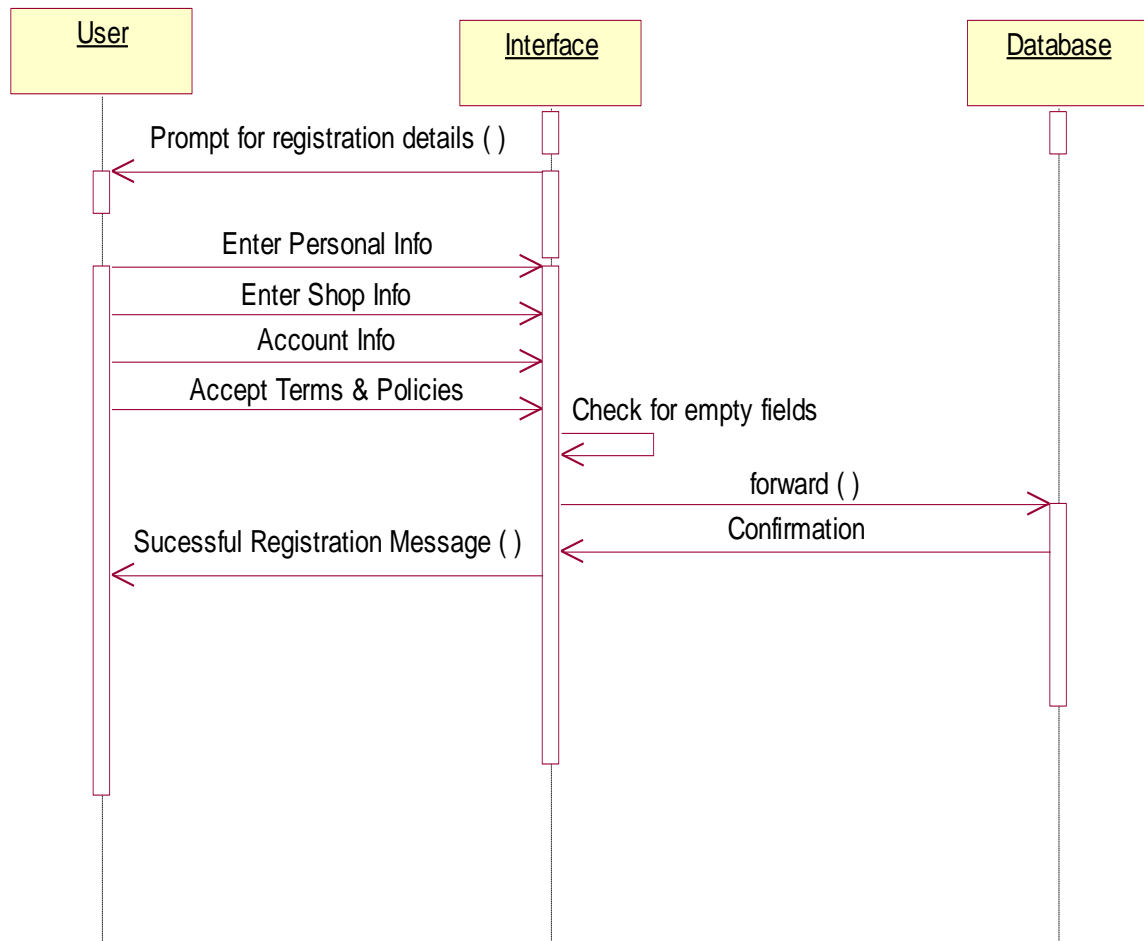 User
Interface
Database
Prompt for registration details ( )
Enter Personal Info
Enter Shop Info
Account Info
Accept Terms & Policies
Check for empty fields
forward ( )
Confirmation
Sucessful Registration Message ( )